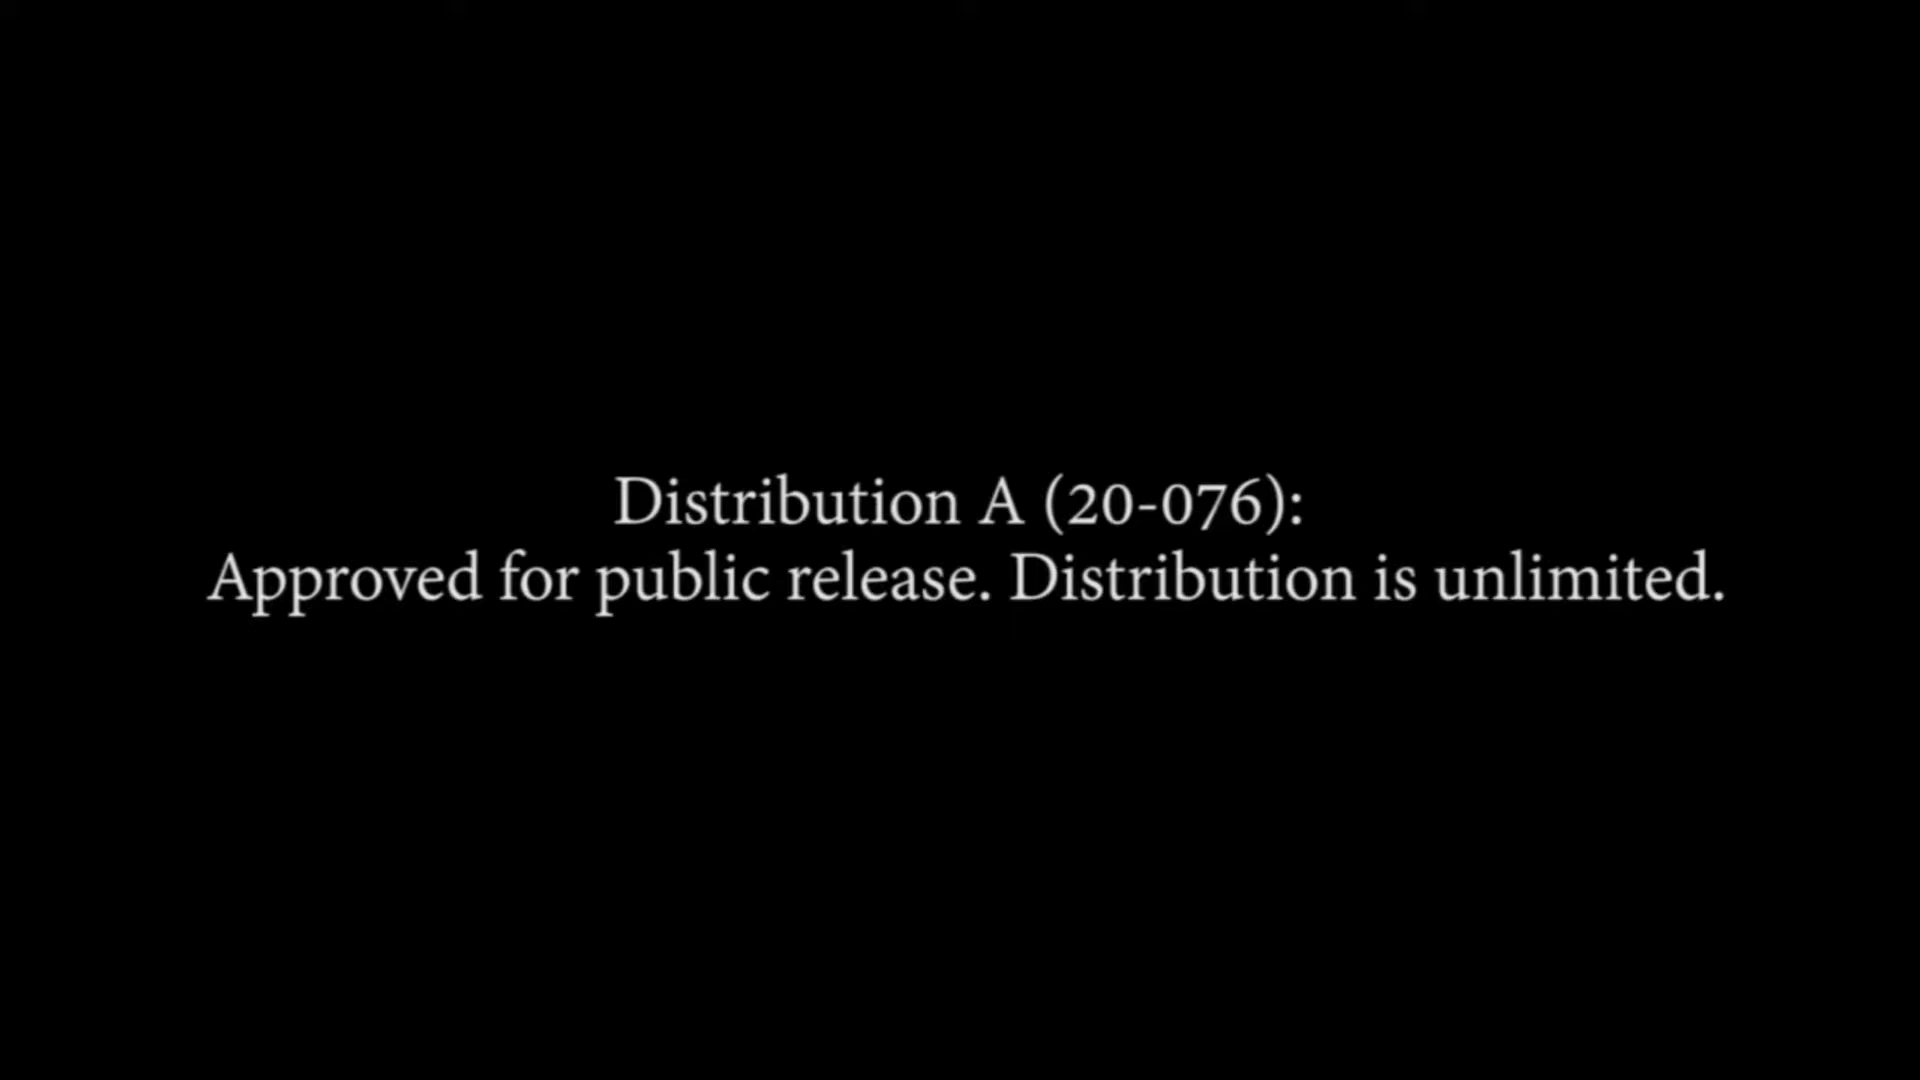 Distribution A (20-076):
Approved for public release. Distribution is unlimited.